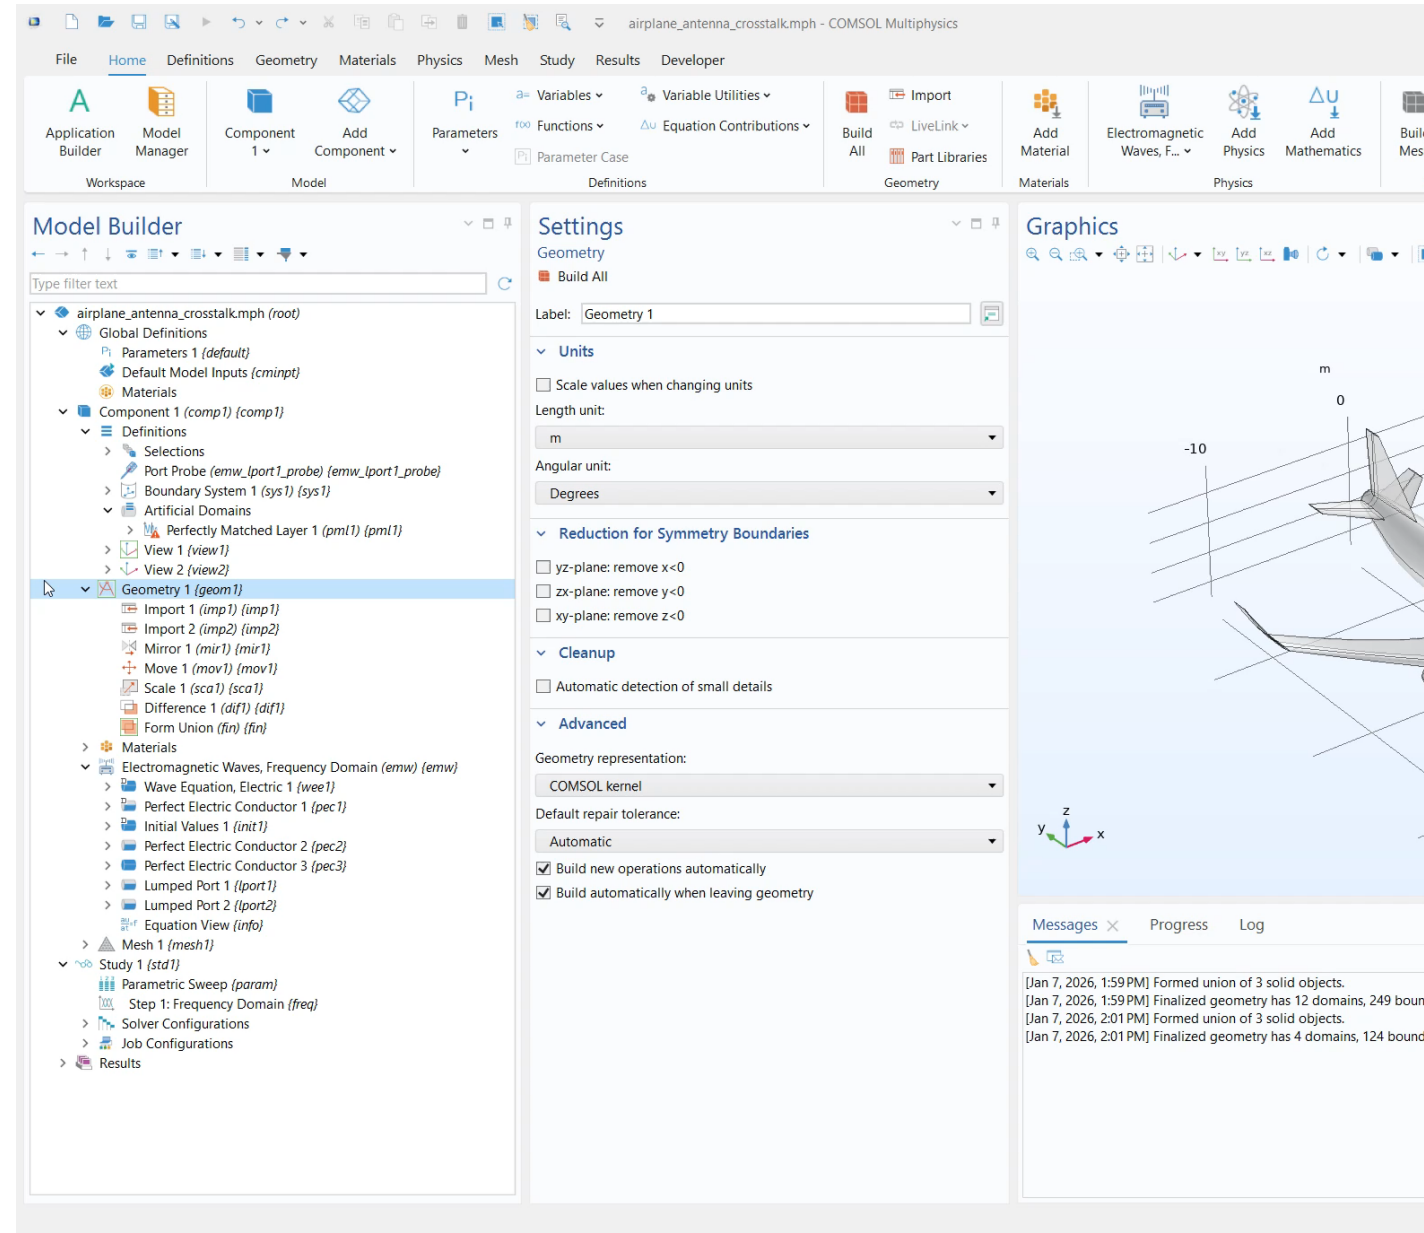 airplane_antenna_crosstalk.mph - COMSOL Multiphysics
File Home Definitions Geometry Materials Physics Mesh Study Results Developer
Application Builder
Model Manager
Workspace
Component 1
Add Component
Model
Pi
Parameters
a= Variables
f(x) Functions
Pi Parameter Case
Variable Utilities
Δu Equation Contributions
Definitions
Build All
Import
LiveLink
Part Libraries
Geometry
Add Material
Materials
Electromagnetic Waves, F...
Add Physics
ΔU
Add Mathematics
Physics
Model Builder
Type filter text
airplane_antenna_crosstalk.mph (root)
Global Definitions
Pi Parameters 1 {default}
Default Model Inputs {cminpt}
Materials
Component 1 (comp1) {comp1}
Definitions
Selections
Port Probe (emw_lport1_probe) {emw_lport1_probe}
Boundary System 1 (sys1) {sys1}
Artificial Domains
Perfectly Matched Layer 1 (pml1) {pml1}
View 1 {view1}
View 2 {view2}
Geometry 1 {geom1}
Import 1 (imp1) {imp1}
Import 2 (imp2) {imp2}
Mirror 1 (mir1) {mir1}
Move 1 (mov1) {mov1}
Scale 1 (sca1) {sca1}
Difference 1 (dif1) {dif1}
Form Union (fin) {fin}
Materials
Electromagnetic Waves, Frequency Domain (emw) {emw}
Wave Equation, Electric 1 {wee1}
Perfect Electric Conductor 1 {pec1}
Initial Values 1 {init1}
Perfect Electric Conductor 2 {pec2}
Perfect Electric Conductor 3 {pec3}
Lumped Port 1 {lport1}
Lumped Port 2 {lport2}
Equation View {info}
Mesh 1 {mesh1}
Study 1 {std1}
Parametric Sweep {param}
Step 1: Frequency Domain {freq}
Solver Configurations
Job Configurations
Results
Settings
Geometry
Build All
Label: Geometry 1
Units
Scale values when changing units
Length unit:
m
Angular unit:
Degrees
Reduction for Symmetry Boundaries
yz-plane: remove x<0
zx-plane: remove y<0
xy-plane: remove z<0
Cleanup
Automatic detection of small details
Advanced
Geometry representation:
COMSOL kernel
Default repair tolerance:
Automatic
Build new operations automatically
Build automatically when leaving geometry
Graphics
xy yz xz
m
0
-10
z
y
x
Messages Progress Log
[Jan 7, 2026, 1:59 PM] Formed union of 3 solid objects.
[Jan 7, 2026, 1:59 PM] Finalized geometry has 12 domains, 249 boun
[Jan 7, 2026, 2:01 PM] Formed union of 3 solid objects.
[Jan 7, 2026, 2:01 PM] Finalized geometry has 4 domains, 124 bound